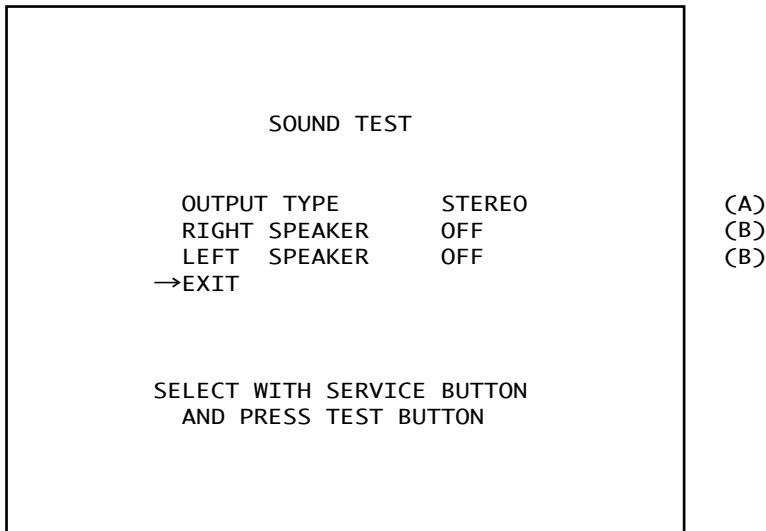 SOUND TEST
OUTPUT TYPE STEREO (A)
RIGHT SPEAKER OFF (B)
LEFT SPEAKER OFF (B)
→EXIT
SELECT WITH SERVICE BUTTON
AND PRESS TEST BUTTON